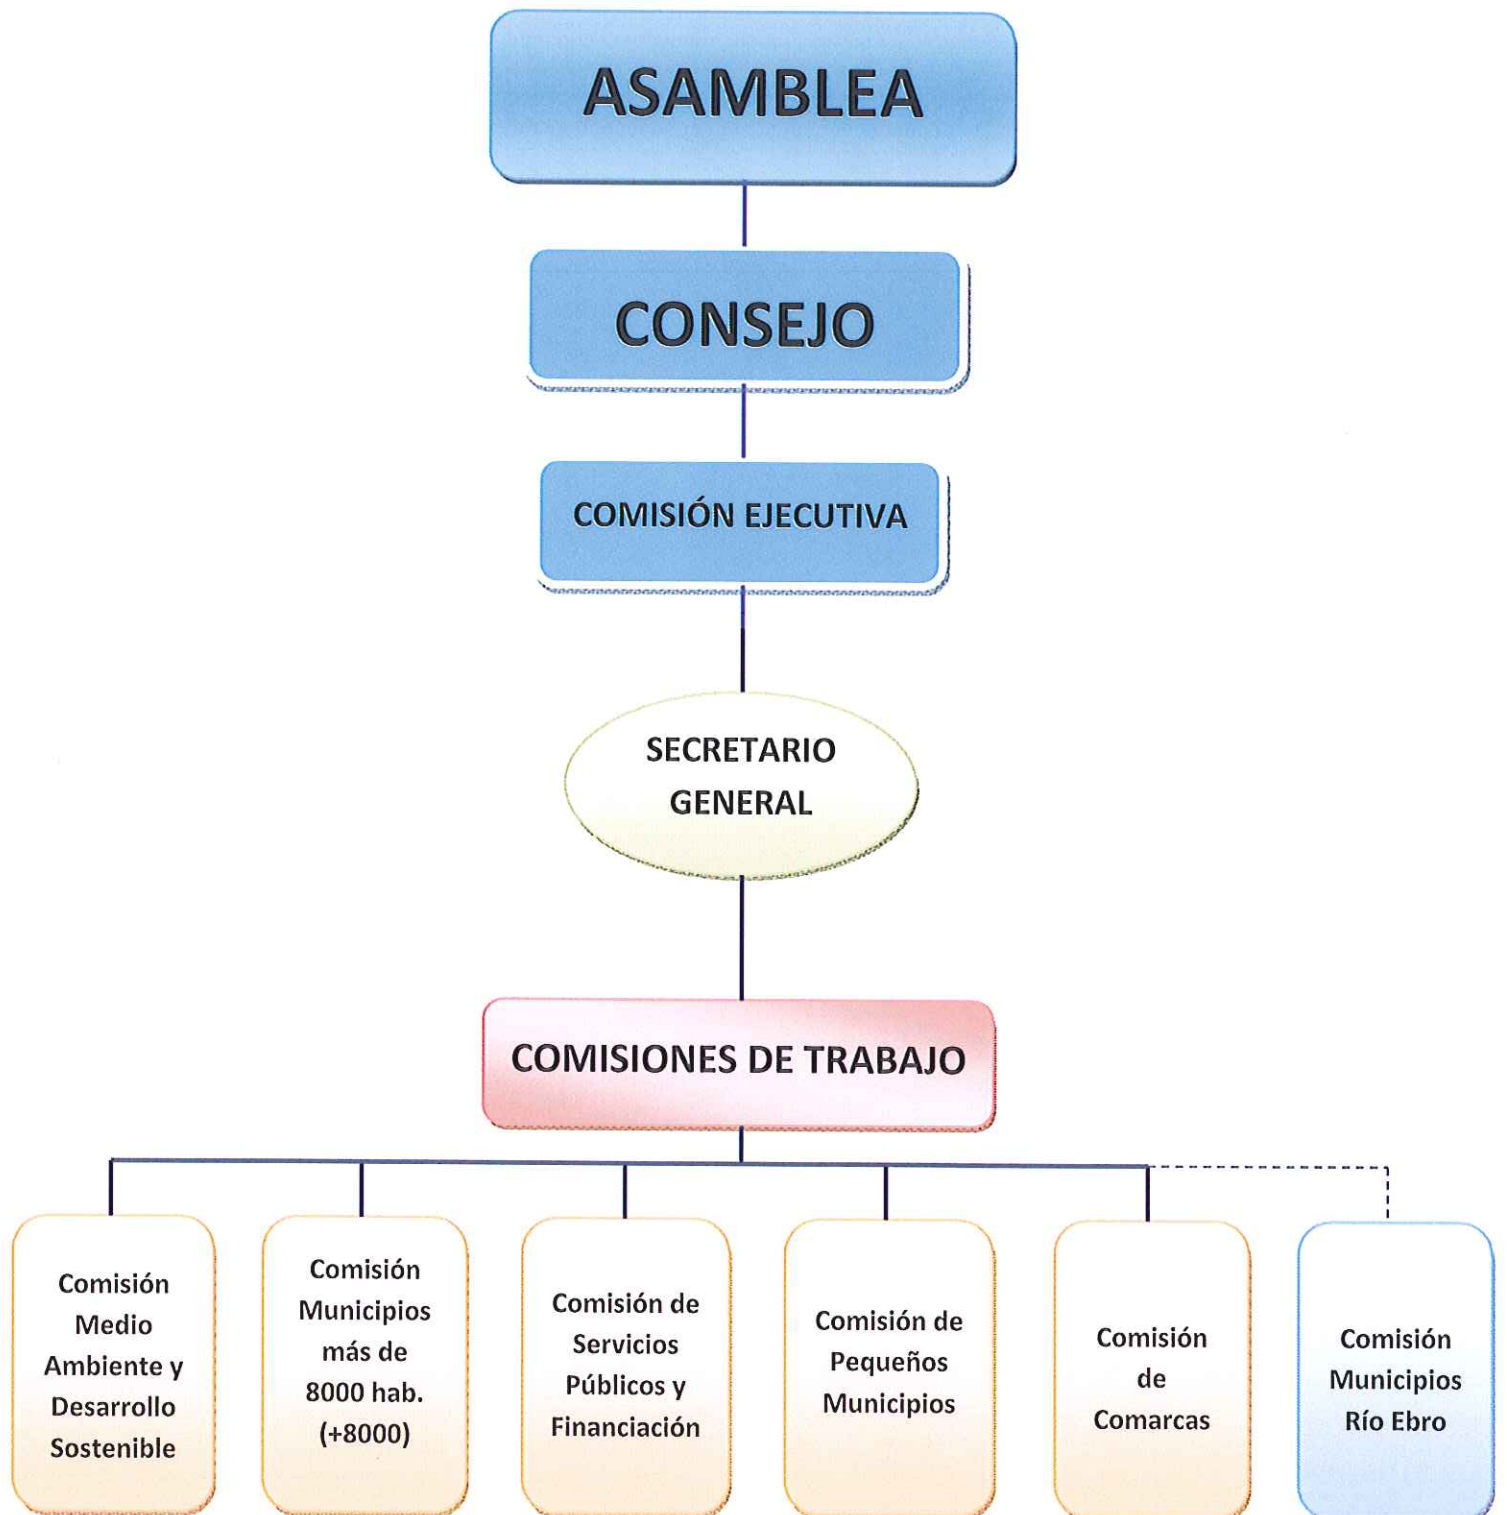 ASAMBLEA
CONSEJO
COMISIÓN EJECUTIVA
SECRETARIO
GENERAL
COMISIONES DE TRABAJO
Comisión
Medio
Ambiente y
Desarrollo
Sostenible
Comisión
Municipios
más de
8000 hab.
(+8000)
Comisión de
Servicios
Públicos y
Financiación
Comisión de
Pequeños
Municipios
Comisión
de
Comarcas
Comisión
Municipios
Río Ebro